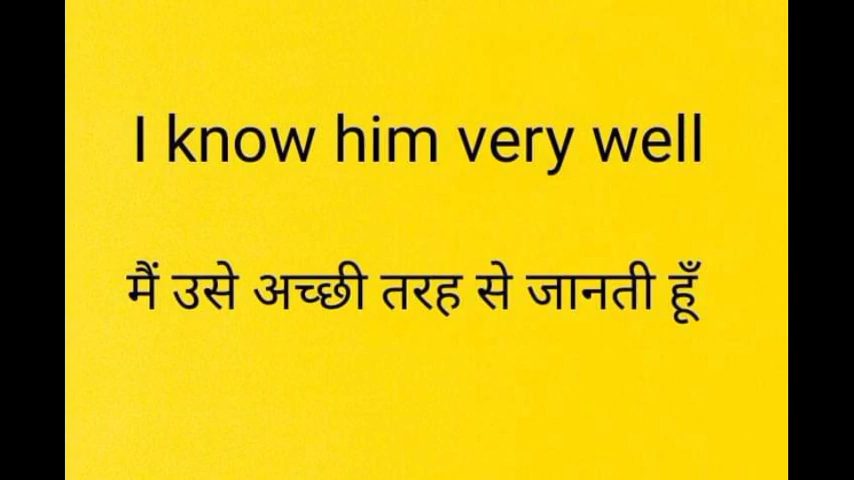 I know him very well
मैं उसे अच्छी तरह से जानती हूँ